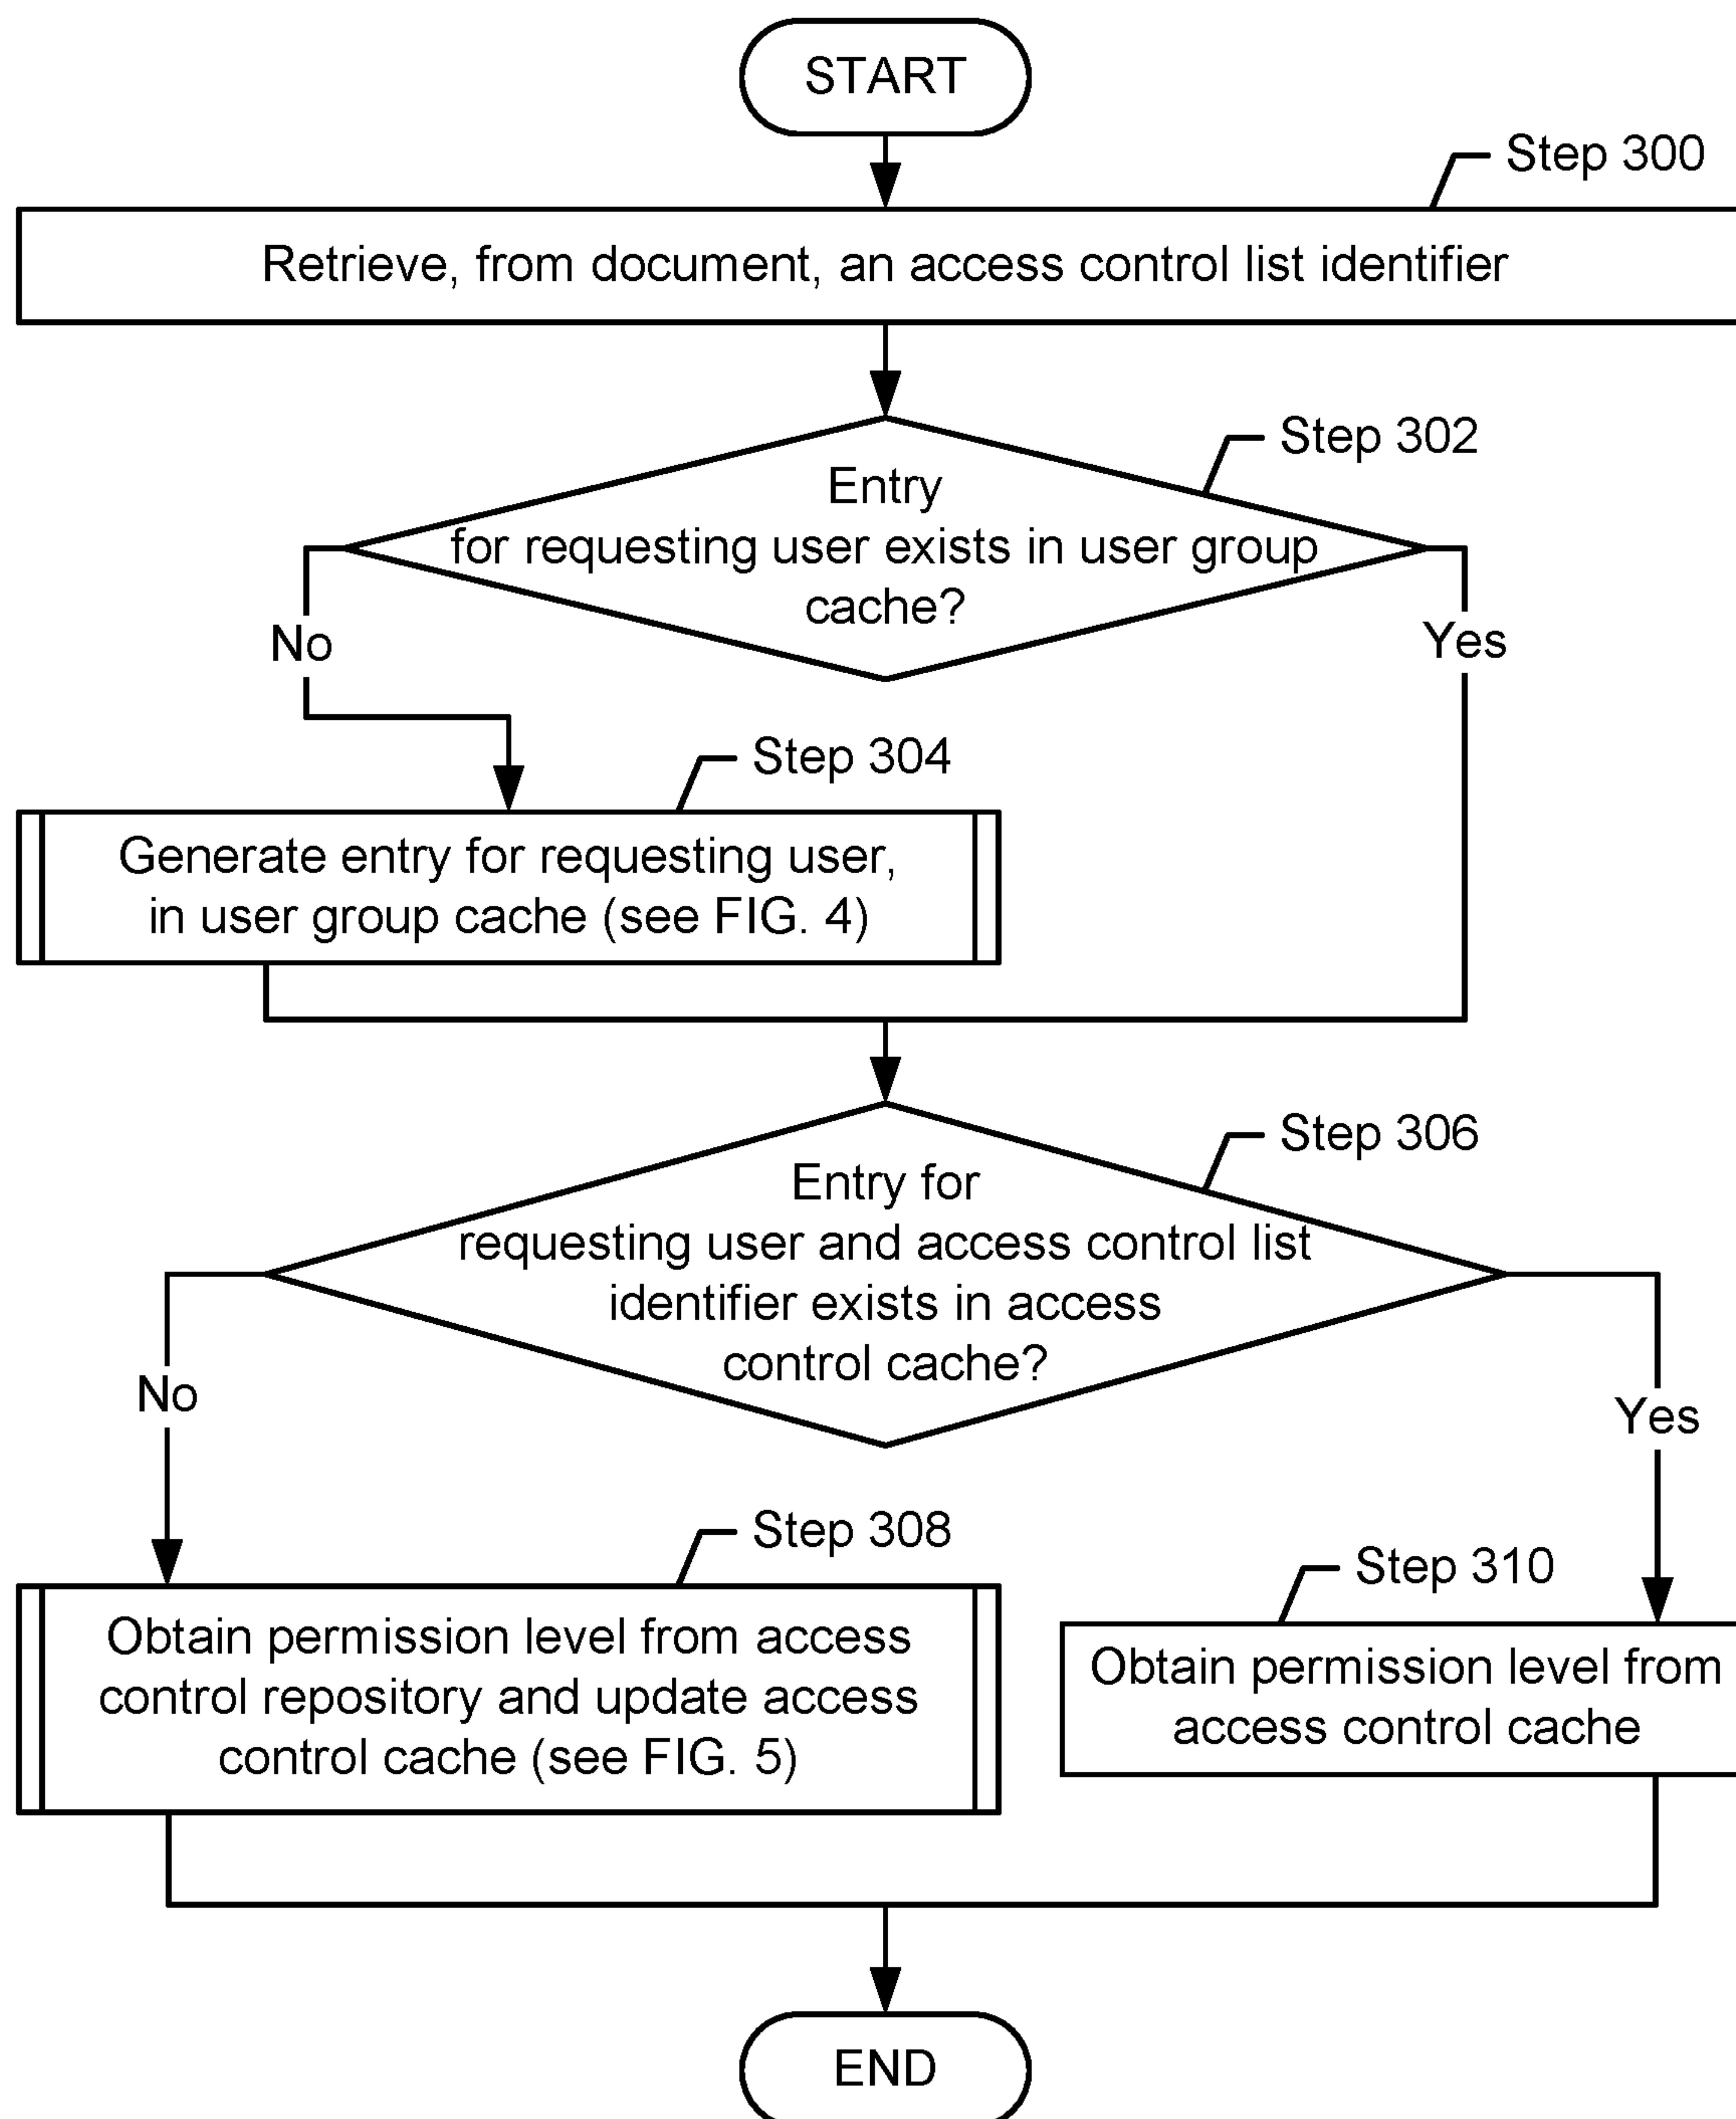 START
Step 300
Retrieve, from document, an access control list identifier
Step 302
Entry
for requesting user exists in user group
cache?
No
Yes
Step 304
Generate entry for requesting user,
in user group cache (see FIG. 4)
Step 306
Entry for
requesting user and access control list
identifier exists in access
control cache?
No
Yes
Step 308
Step 310
Obtain permission level from access
control repository and update access
control cache (see FIG. 5)
Obtain permission level from
access control cache
END